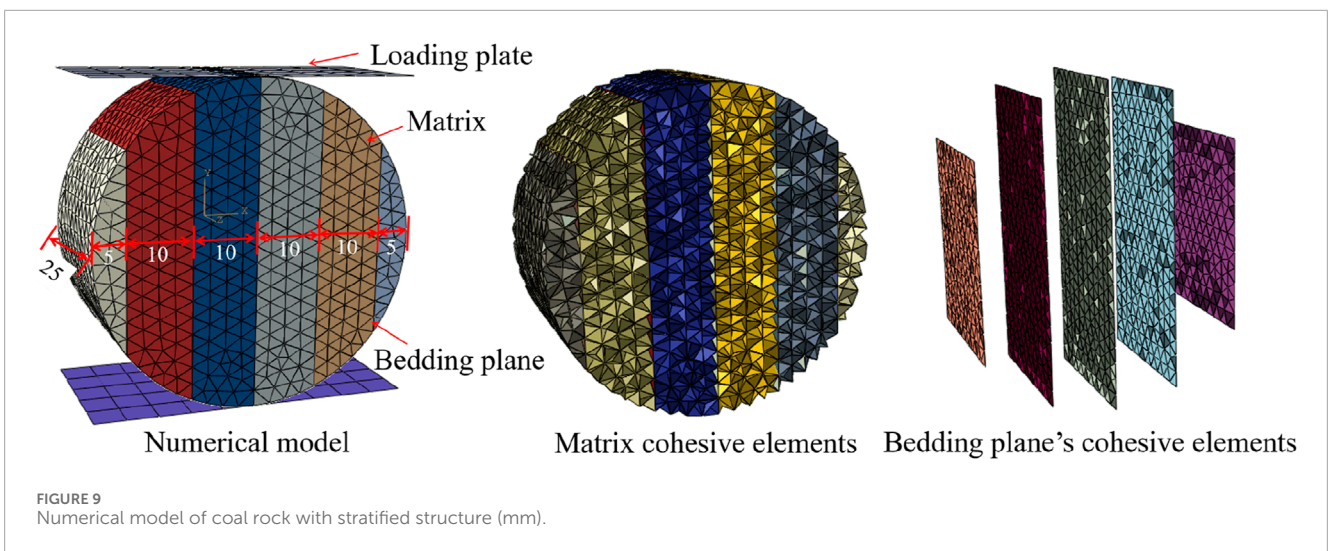 Loading plate
Matrix
Y
X
Z
5
10
10
10
10
5
25
Bedding plane
Numerical model
Matrix cohesive elements
Bedding plane’s cohesive elements
FIGURE 9
Numerical model of coal rock with stratified structure (mm).